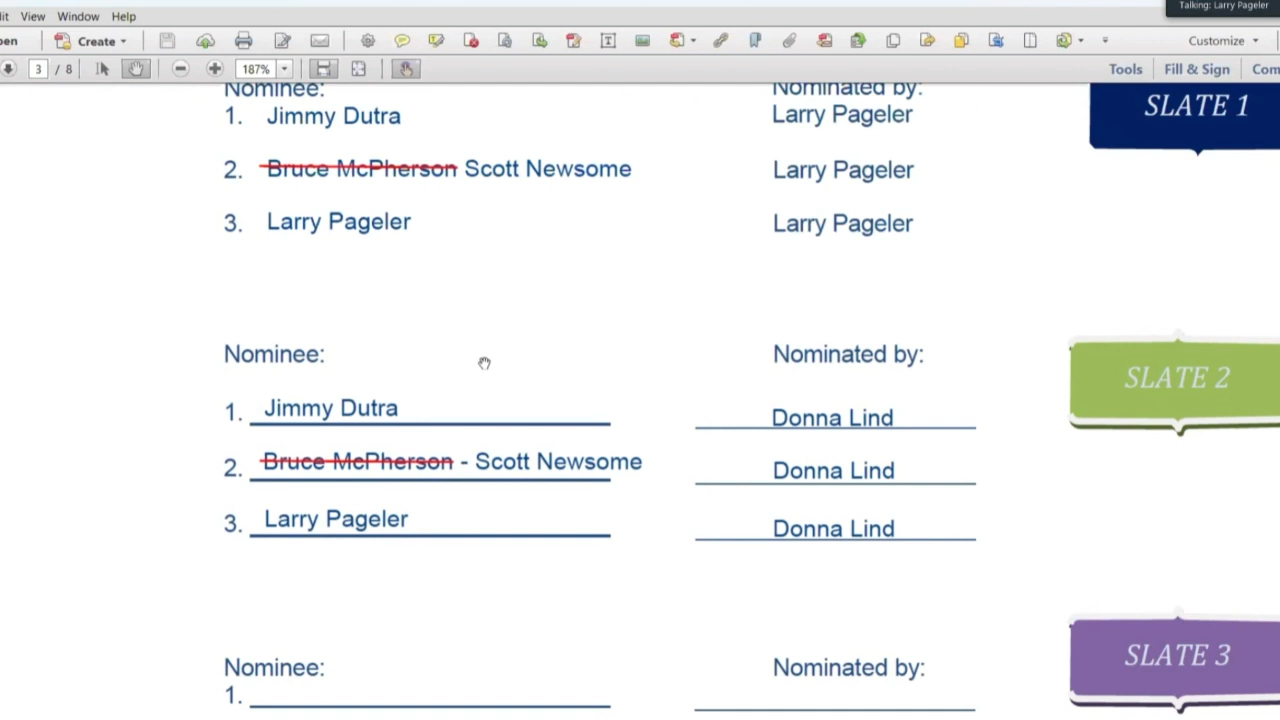 Talking: Larry Pageler
View Window Help
Create Customize
3 / 8 187% Tools Fill & Sign
Nominee: Nominated by:
SLATE 1
1. Jimmy Dutra Larry Pageler
2. Bruce McPherson Scott Newsome Larry Pageler
3. Larry Pageler Larry Pageler
Nominee: Nominated by:
SLATE 2
1. Jimmy Dutra Donna Lind
2. Bruce McPherson - Scott Newsome Donna Lind
3. Larry Pageler Donna Lind
SLATE 3
Nominee: Nominated by:
1.